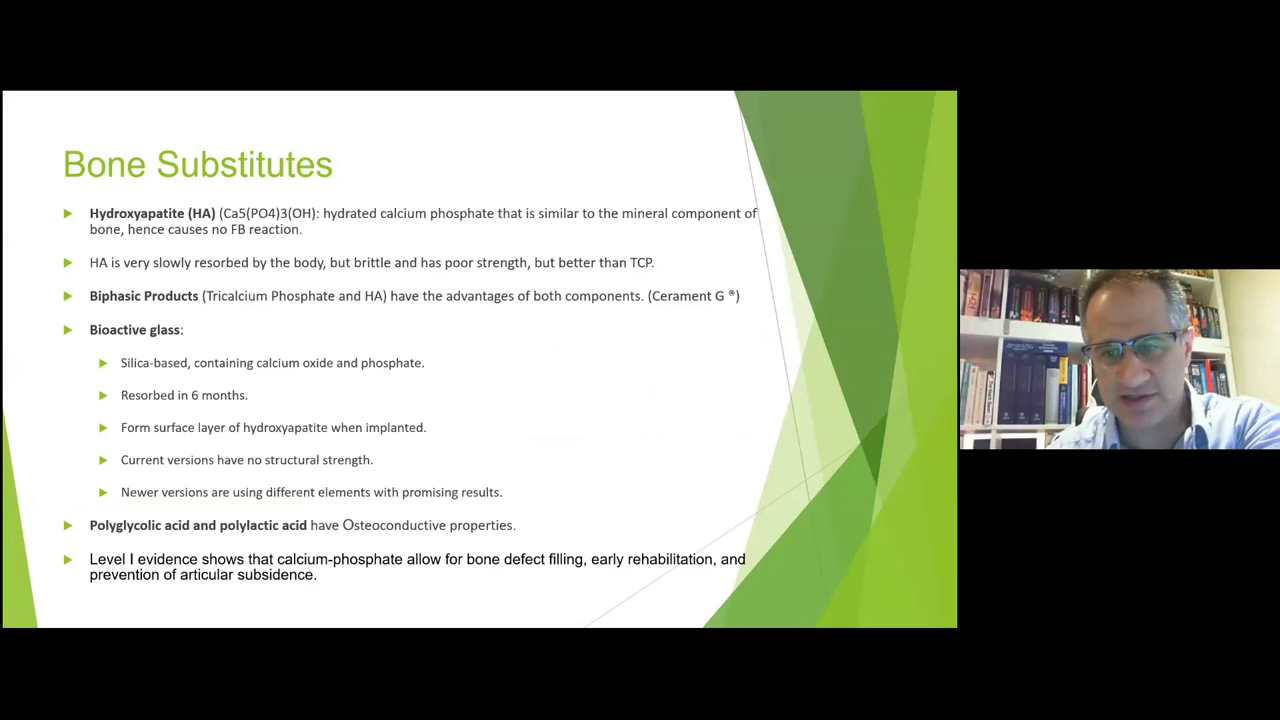 Bone Substitutes
Hydroxyapatite (HA) (Ca5(PO4)3(OH): hydrated calcium phosphate that is similar to the mineral component of
bone, hence causes no FB reaction.
HA is very slowly resorbed by the body, but brittle and has poor strength, but better than TCP.
Biphasic Products (Tricalcium Phosphate and HA) have the advantages of both components. (Cerament G ®)
Bioactive glass:
Silica-based, containing calcium oxide and phosphate.
Resorbed in 6 months.
Form surface layer of hydroxyapatite when implanted.
Current versions have no structural strength.
Newer versions are using different elements with promising results.
Polyglycolic acid and polylactic acid have Osteoconductive properties.
Level I evidence shows that calcium-phosphate allow for bone defect filling, early rehabilitation, and
prevention of articular subsidence.